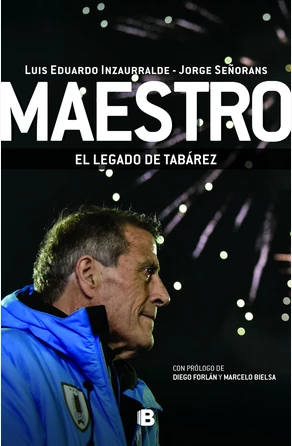 LUIS EDUARDO INZAURRALDE - JORGE SEÑORANS
MAESTRO
EL LEGADO DE TABÁREZ
CON PRÓLOGO DE
DIEGO FORLÁN Y MARCELO BIELSA
B